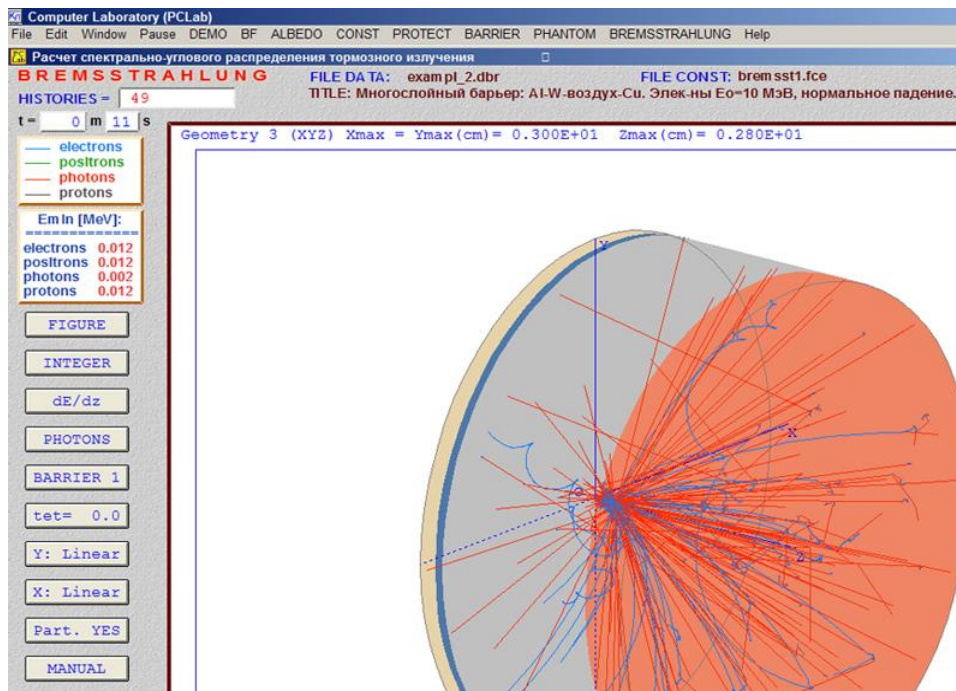 Computer Laboratory (PCLab)
File Edit Window Pause DEMO BF ALBEDO CONST PROTECT BARRIER PHANTOM BREMSSTRAHLUNG Help
Расчет спектрально-углового распределения тормозного излучения
BREMSSTRAHLUNG FILE DATA: exampl_2.dbr FILE CONST: bremsst1.fce
HISTORIES = 49 TITLE: Многослойный барьер: Al-W-воздух-Cu. Элек-ны Eo=10 МэВ, нормальное падение.
t = 0 m 11 s
Geometry 3 (XYZ) Xmax = Ymax(cm)= 0.300E+01 Zmax(cm)= 0.280E+01
electrons
positrons
photons
protons
Emin [MeV]:
=============
electrons 0.012
positrons 0.012
photons 0.002
protons 0.012
FIGURE
INTEGER
dE/dz
PHOTONS
BARRIER 1
tet= 0.0
Y: Linear
X: Linear
Part. YES
MANUAL
Y
X
O
Z